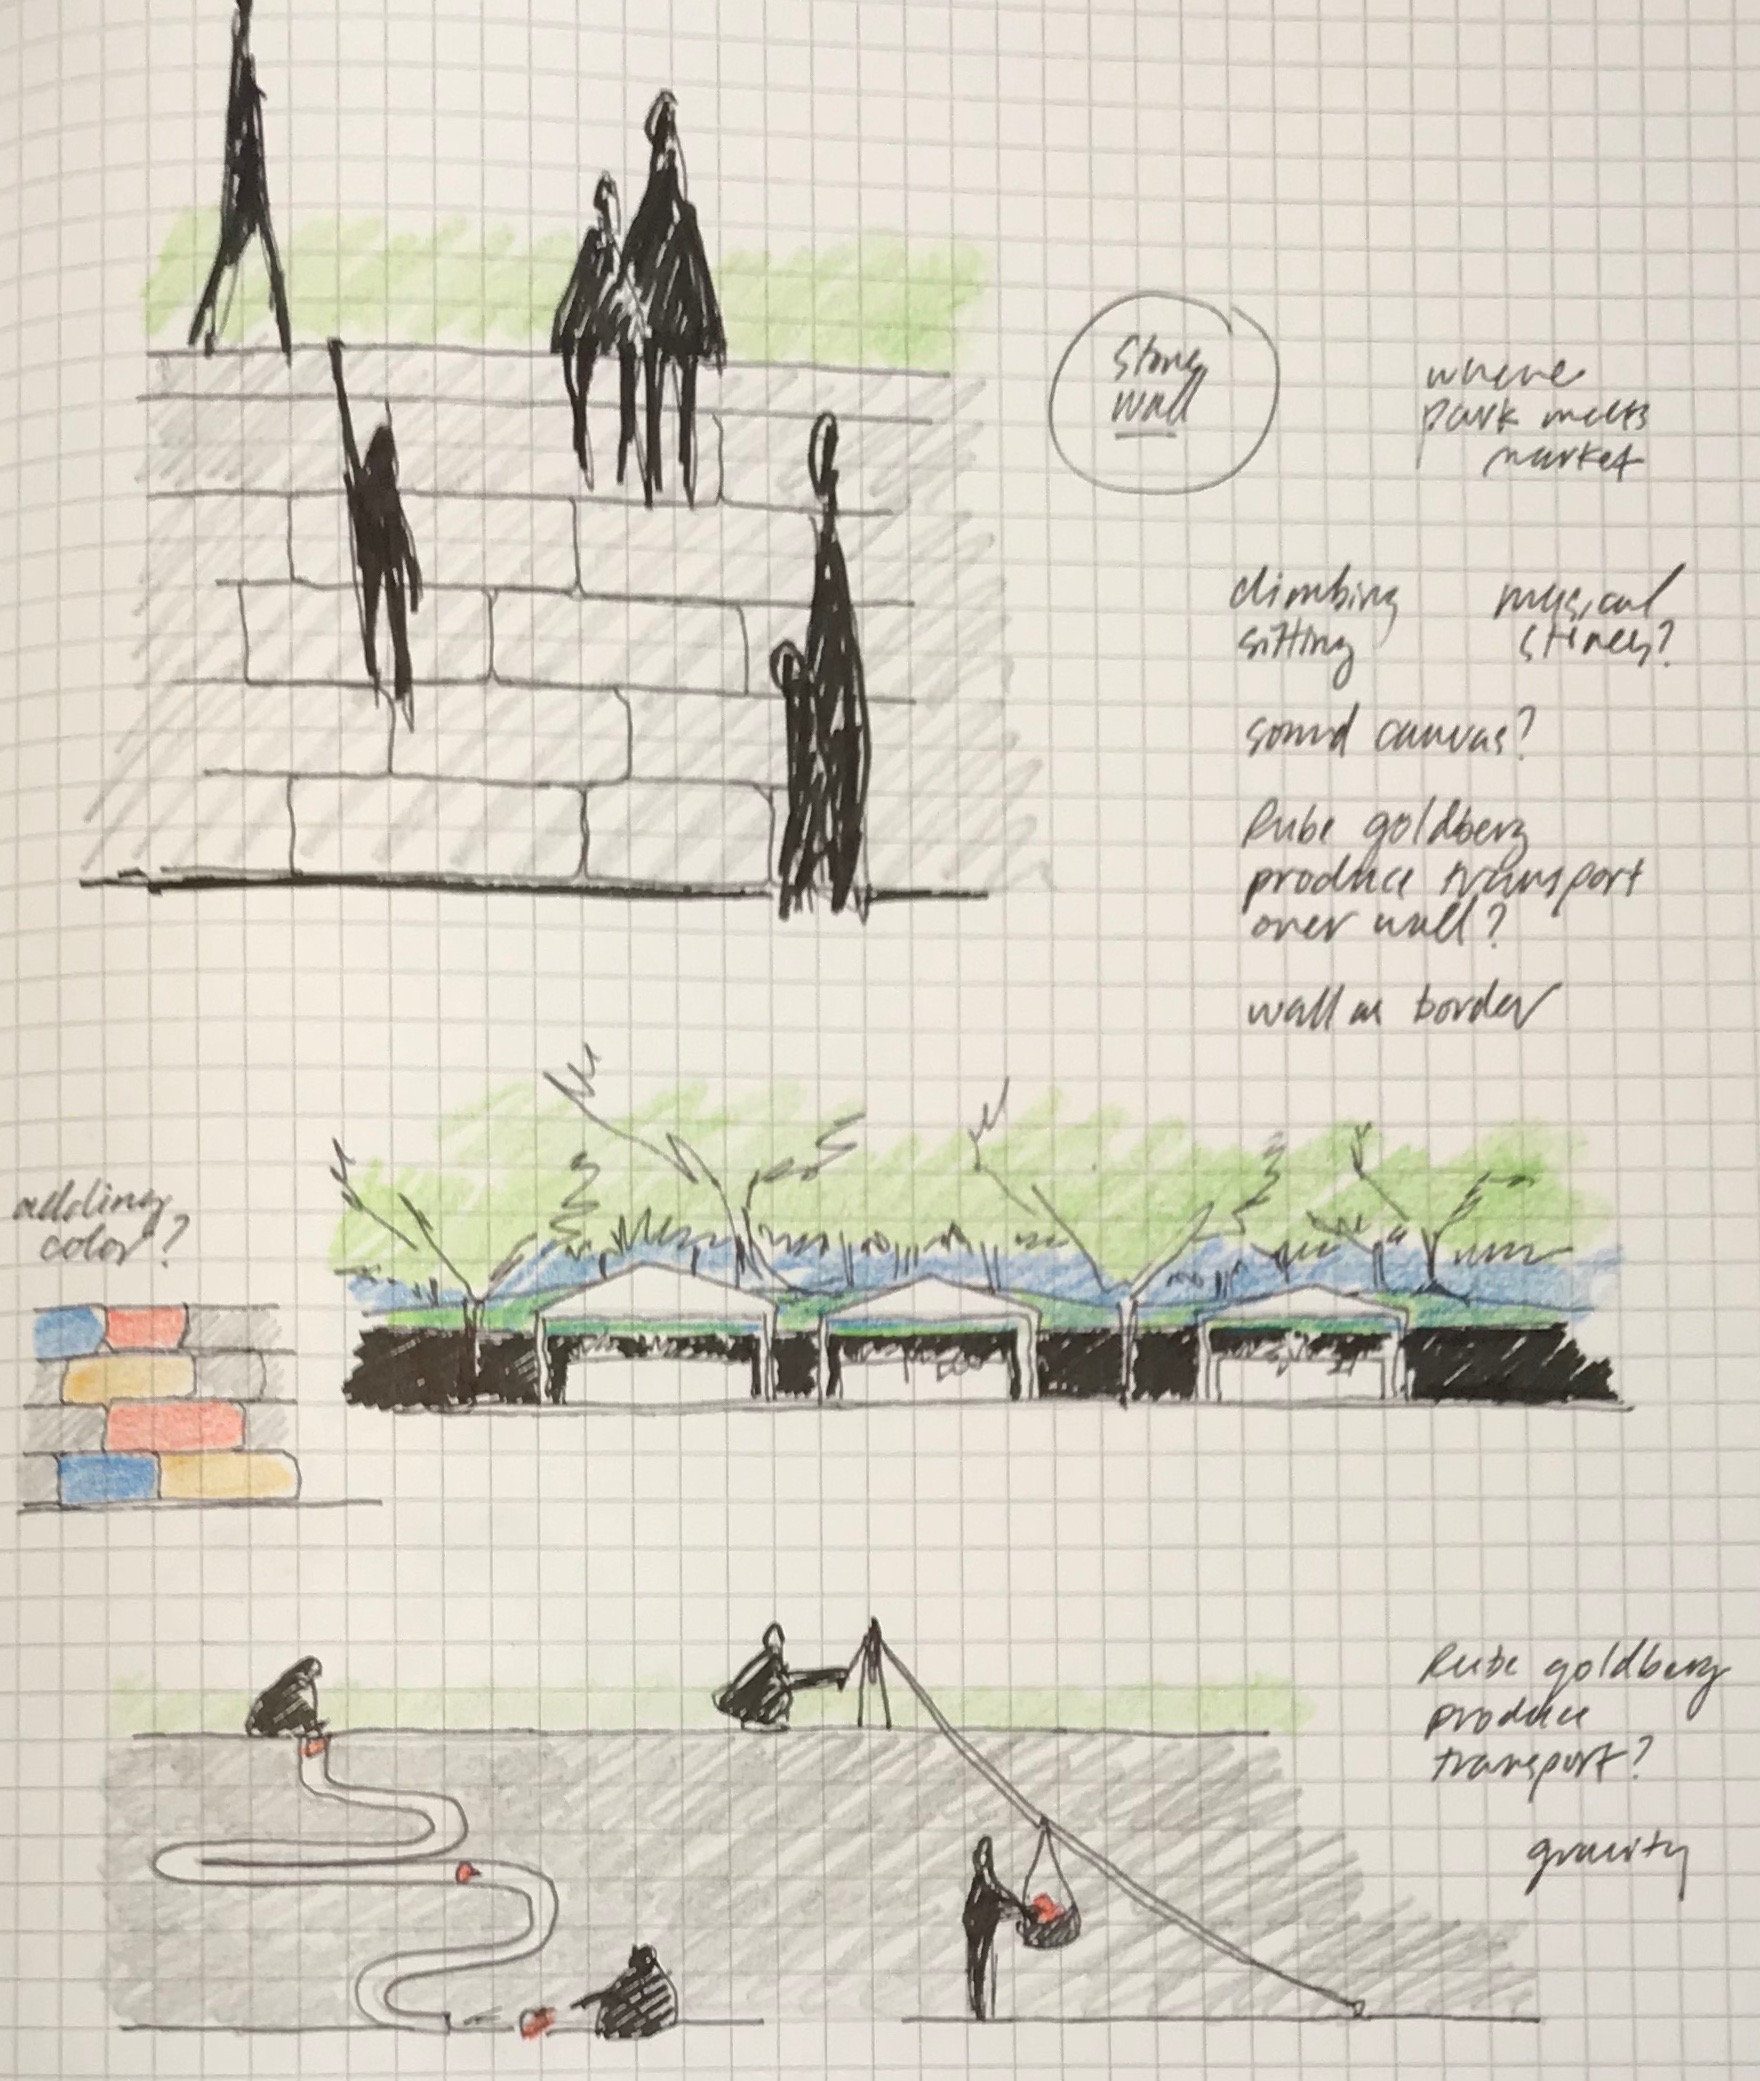 Stone
wall
where
park meets
market
climbing
sitting
musical
stones?
sound canvas?
Rube goldberg
produce transport
over wall?
wall as border
adding
color?
Rube goldberg
produce
transport?
gravity